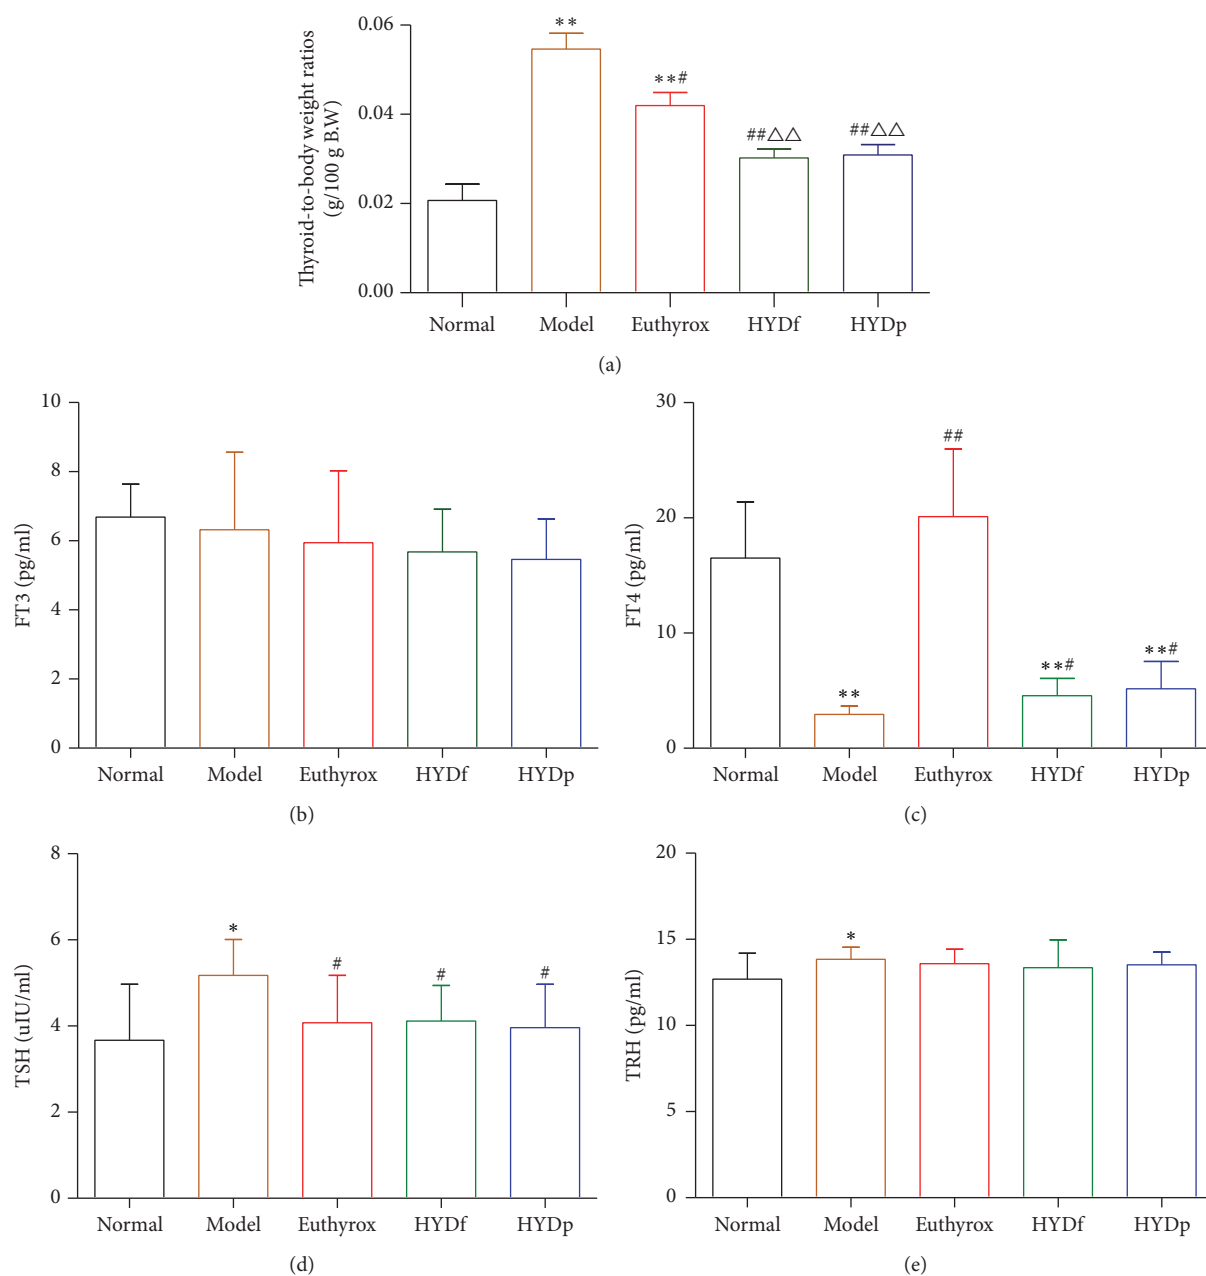 Thyroid-to-body weight ratios
(g/100 g B.W)
0.06
0.04
0.02
0.00
**
**#
##△△
##△△
Normal Model Euthyrox HYDf HYDp
(a)
FT3 (pg/ml)
10
8
6
4
2
0
Normal Model Euthyrox HYDf HYDp
(b)
FT4 (pg/ml)
30
20
10
0
**
##
**#
**#
Normal Model Euthyrox HYDf HYDp
(c)
TSH (uIU/ml)
8
6
4
2
0
*
#
#
#
Normal Model Euthyrox HYDf HYDp
(d)
TRH (pg/ml)
20
15
10
5
0
*
Normal Model Euthyrox HYDf HYDp
(e)